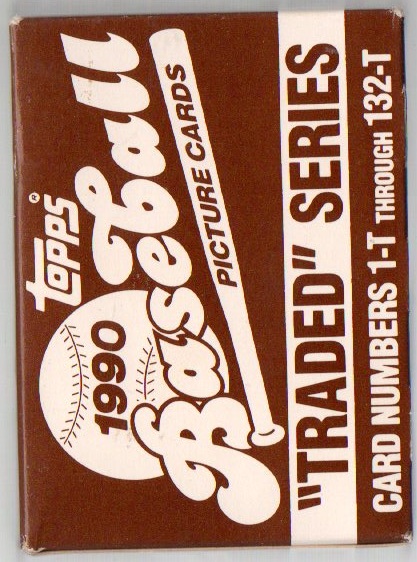 TOPPS®
1990
Baseball
PICTURE CARDS
"TRADED" SERIES
CARD NUMBERS 1-T THROUGH 132-T